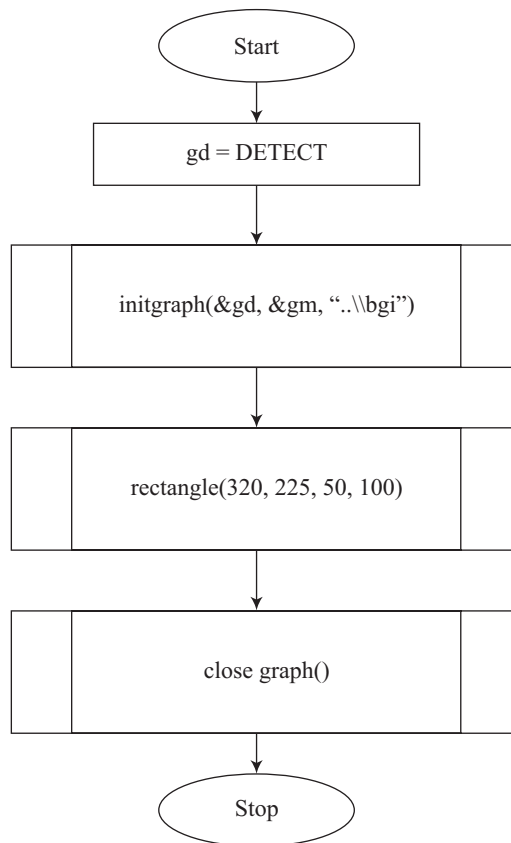 Start
gd = DETECT
initgraph(&gd, &gm, “..\\bgi”)
rectangle(320, 225, 50, 100)
close graph()
Stop